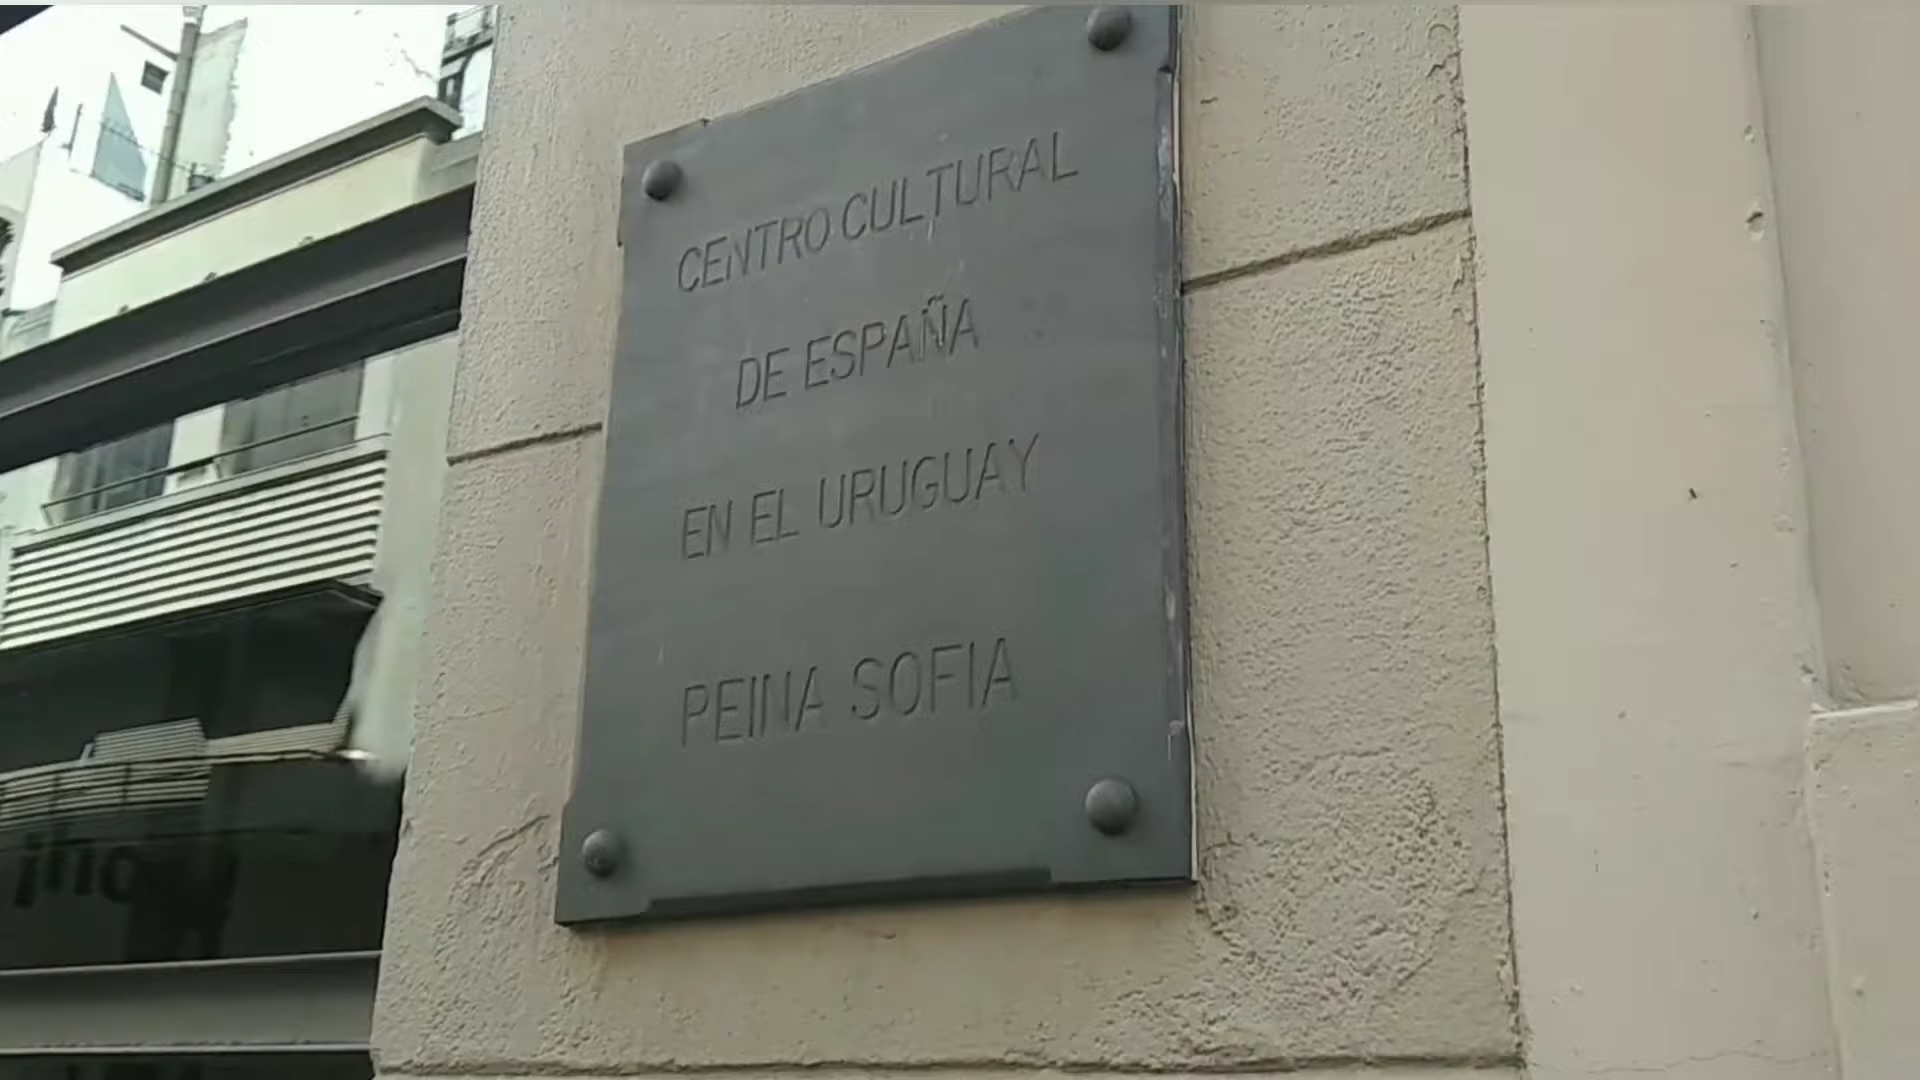 CENTRO CULTURAL
DE ESPAÑA
EN EL URUGUAY
PEINA SOFIA